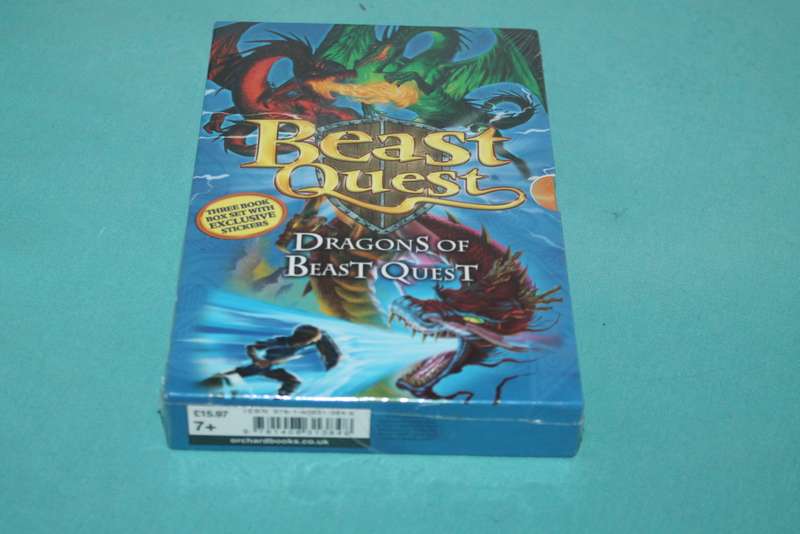 Beast
Quest
THREE BOOK
BOX SET WITH
EXCLUSIVE
STICKERS
DRAGONS OF
BEAST QUEST
£15.97
7+
orchardbooks.co.uk